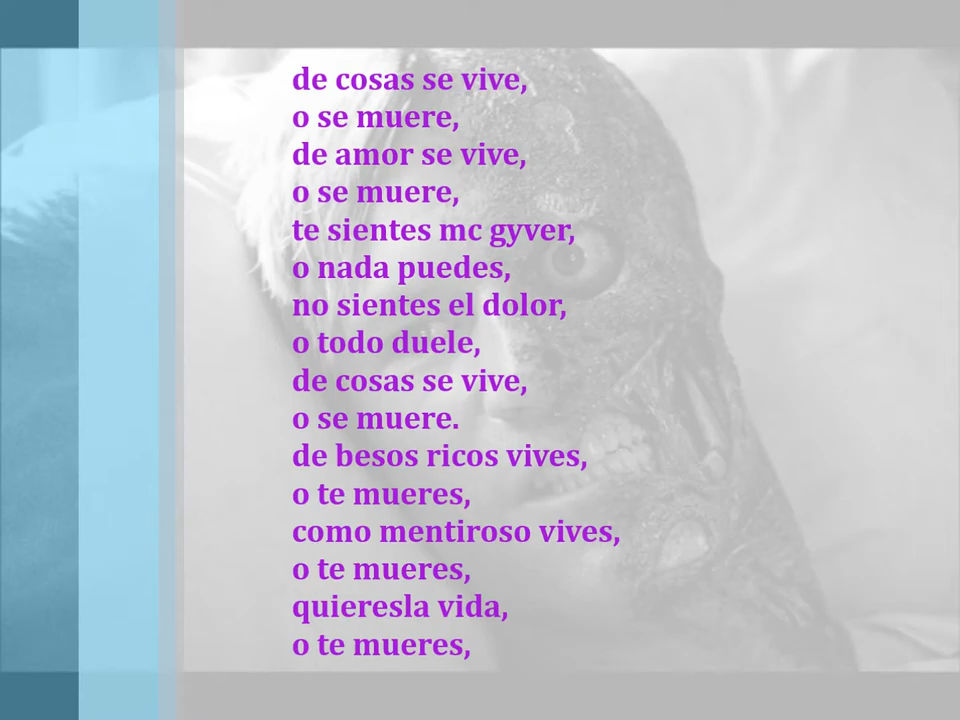 de cosas se vive,
o se muere,
de amor se vive,
o se muere,
te sientes mc gyver,
o nada puedes,
no sientes el dolor,
o todo duele,
de cosas se vive,
o se muere.
de besos ricos vives,
o te mueres,
como mentiroso vives,
o te mueres,
quieresla vida,
o te mueres,